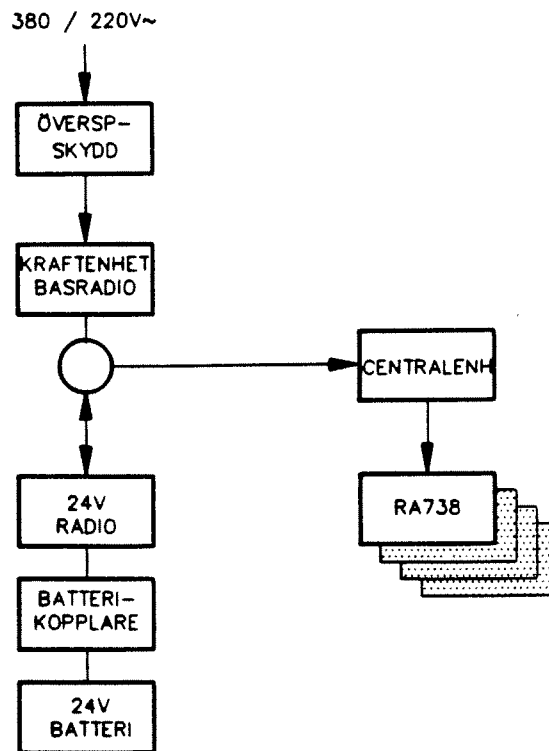 380 / 220V~
ÖVERSP-
SKYDD
KRAFTENHET
BASRADIO
CENTRALENH
24V
RADIO
RA738
BATTERI-
KOPPLARE
24V
BATTERI